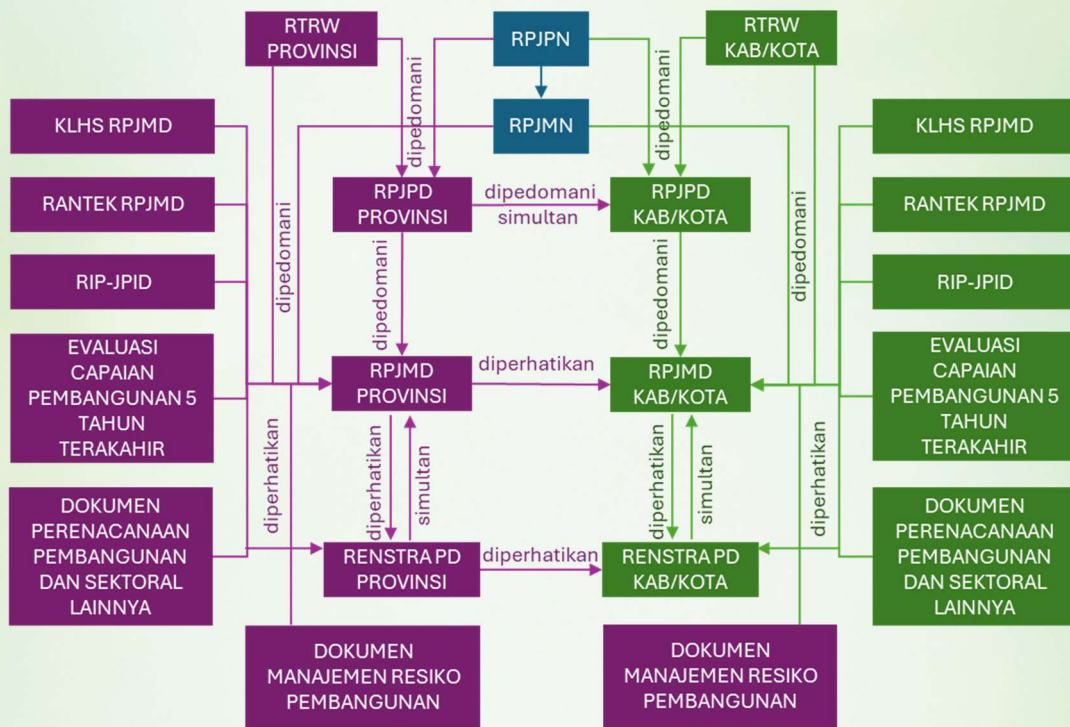 RTRW
PROVINSI
RPJPN
RTRW
KAB/KOTA
dipedomani
dipedomani
KLHS RPJMD
RPJMN
KLHS RPJMD
RANTEK RPJMD
RPJPD
PROVINSI
dipedomani
simultan
RPJPD
KAB/KOTA
RANTEK RPJMD
dipedomani
dipedomani
dipedomani
dipedomani
RIP-JPID
RIP-JPID
EVALUASI
CAPAIAN
PEMBANGUNAN 5
TAHUN
TERAKAHIR
RPJMD
PROVINSI
diperhatikan
RPJMD
KAB/KOTA
EVALUASI
CAPAIAN
PEMBANGUNAN 5
TAHUN
TERAKAHIR
diperhatikan
diperhatikan
simultan
diperhatikan
simultan
diperhatikan
DOKUMEN
PERENACANAAN
PEMBANGUNAN
DAN SEKTORAL
LAINNYA
RENSTRA PD
PROVINSI
diperhatikan
RENSTRA PD
KAB/KOTA
DOKUMEN
PERENACANAAN
PEMBANGUNAN
DAN SEKTORAL
LAINNYA
DOKUMEN
MANAJEMEN RESIKO
PEMBANGUNAN
DOKUMEN
MANAJEMEN RESIKO
PEMBANGUNAN